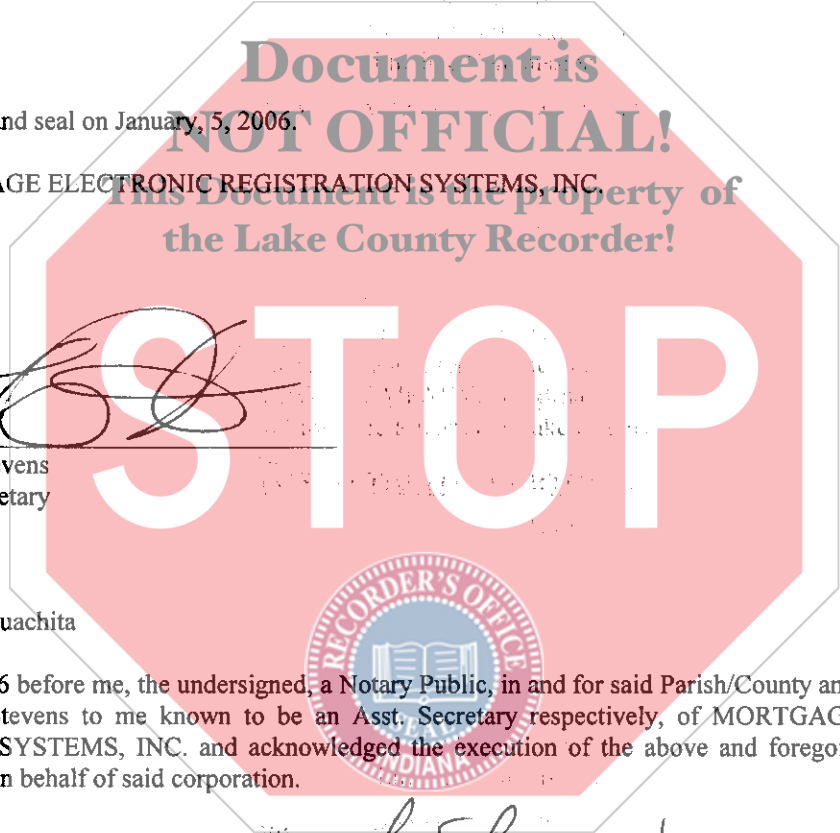 Document is
nd seal on January, 5, 2006.
NOT OFFICIAL!
AGE ELECTRONIC REGISTRATION SYSTEMS, INC.
This Document is the property of
the Lake County Recorder!
STOP
vens
etary
RECORDER'S OFFICE
uachita
6 before me, the undersigned, a Notary Public, in and for said Parish/County an
tevens to me known to be an Asst. Secretary respectively, of MORTGAG
SYSTEMS, INC. and acknowledged the execution of the above and forego
SEAL
INDIANA
n behalf of said corporation.